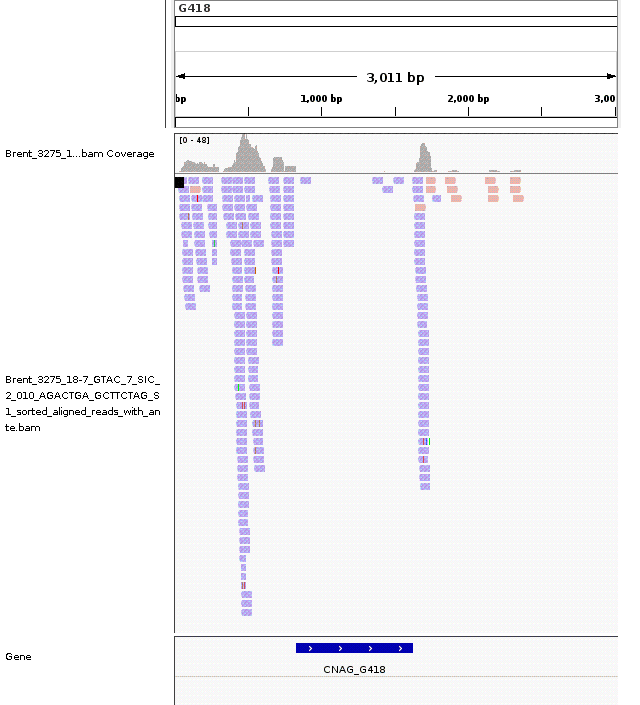 G418
3,011 bp
bp
1,000 bp
2,000 bp
3,00
[0 - 48]
Brent_3275_1...bam Coverage
Brent_3275_18-7_GTAC_7_SIC_
2_010_AGACTGA_GCTTCTAG_S
1_sorted_aligned_reads_with_an
te.bam
Gene
CNAG_G418